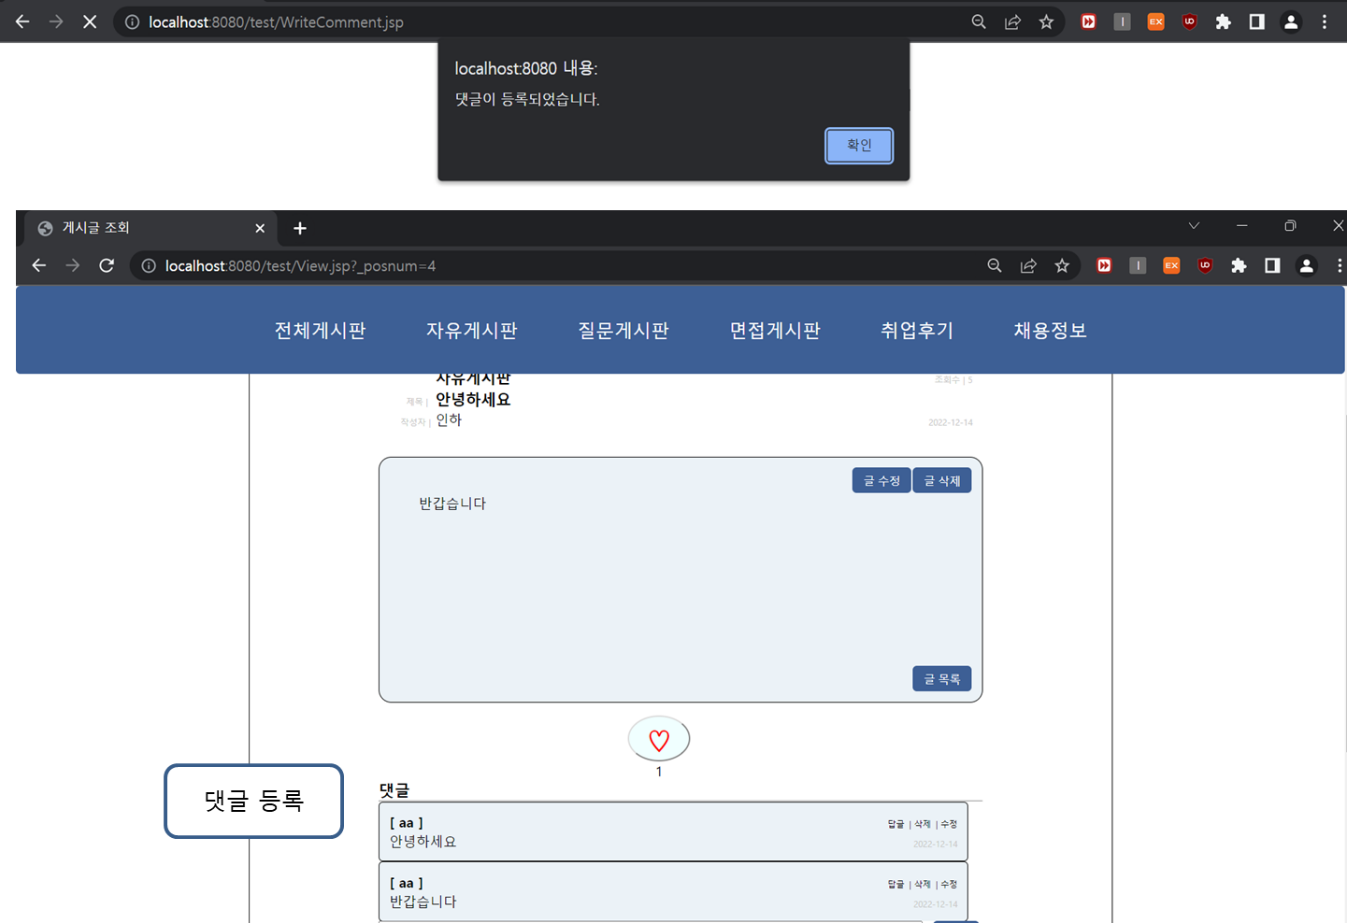 localhost:8080/test/WriteComment.jsp
localhost:8080 내용:
댓글이 등록되었습니다.
확인
게시글 조회
localhost:8080/test/View.jsp?_posnum=4
전체게시판 자유게시판 질문게시판 면접게시판 취업후기 채용정보
자유게시판 조회수 | 5
제목 | 안녕하세요
작성자 | 인하 2022-12-14
글 수정 글 삭제
반갑습니다
글 목록
1
댓글 등록
댓글
[ aa ] 답글 | 삭제 | 수정
안녕하세요 2022-12-14
[ aa ] 답글 | 삭제 | 수정
반갑습니다 2022-12-14